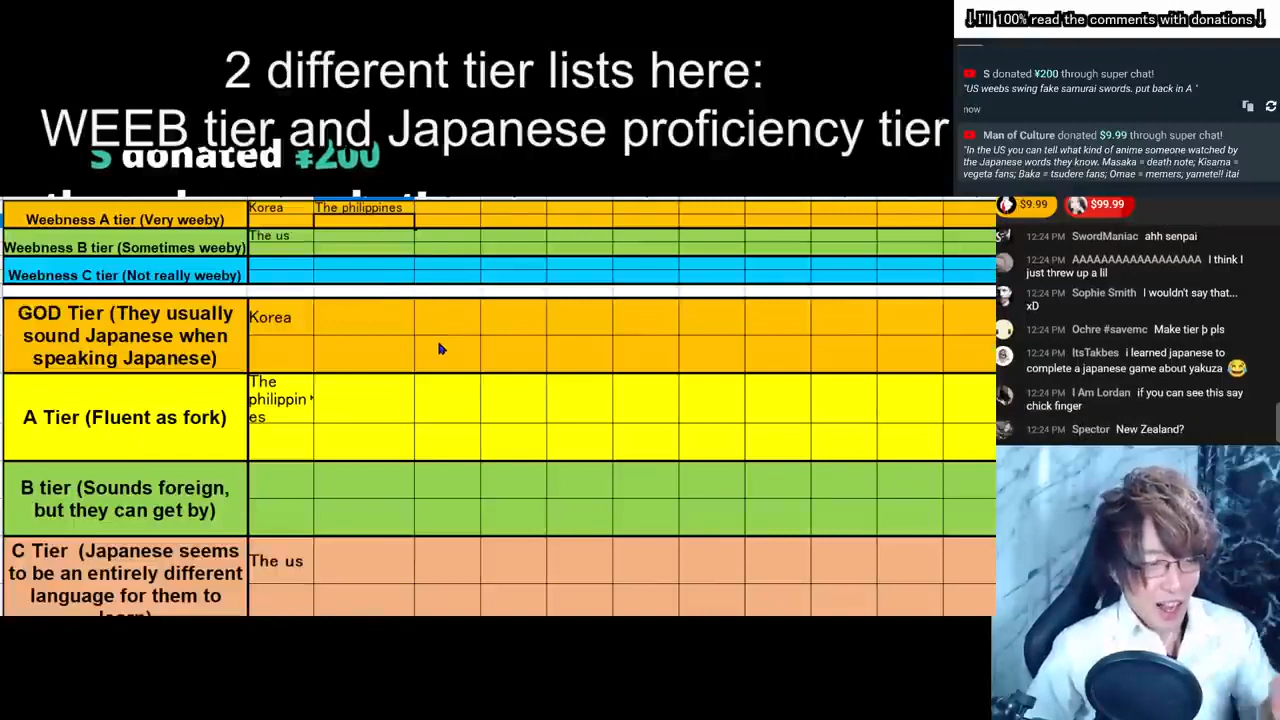 2 different tier lists here:
WEEB tier and Japanese proficiency tier
S donated ¥200
Weebness A tier (Very weeby)
Korea
The philippines
Weebness B tier (Sometimes weeby)
The us
Weebness C tier (Not really weeby)
GOD Tier (They usually
sound Japanese when
speaking Japanese)
Korea
A Tier (Fluent as fork)
The
philippin
es
B tier (Sounds foreign,
but they can get by)
C Tier (Japanese seems
to be an entirely different
language for them to
learn)
The us
↓I'll 100% read the comments with donations↓
S donated ¥200 through super chat!
"US weebs swing fake samurai swords. put back in A "
now
Man of Culture donated $9.99 through super chat!
"In the US you can tell what kind of anime someone watched by
the Japanese words they know. Masaka = death note; Kisama =
vegeta fans; Baka = tsudere fans; Omae = memers; yamete!! itai
$9.99
$99.99
12:24 PM SwordManiac ahh senpai
12:24 PM AAAAAAAAAAAAAAAAAA I think I
just threw up a lil
12:24 PM Sophie Smith I wouldn't say that...
xD
12:24 PM Ochre #savemc Make tier þ pls
12:24 PM ItsTakbes i learned japanese to
complete a japanese game about yakuza 😂
12:24 PM I Am Lordan if you can see this say
chick finger
12:24 PM Spector New Zealand?